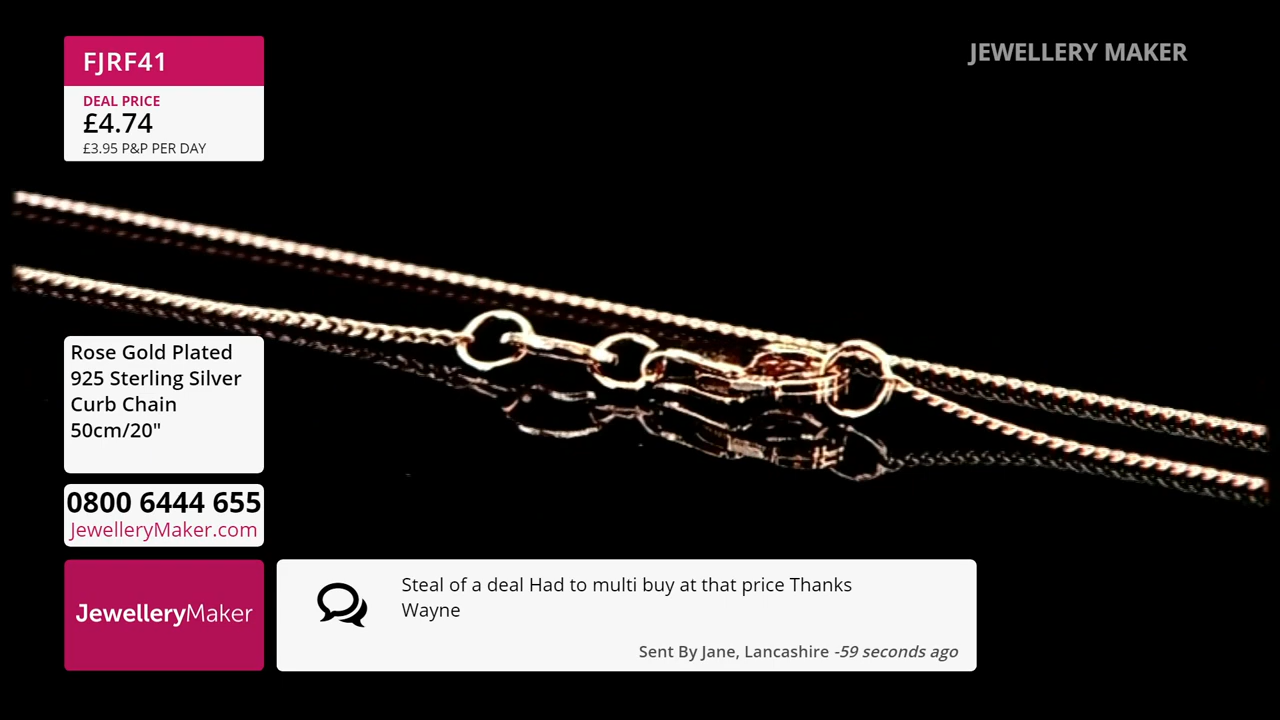 FJRF41
DEAL PRICE
£4.74
£3.95 P&P PER DAY
JEWELLERY MAKER
Rose Gold Plated
925 Sterling Silver
Curb Chain
50cm/20"
0800 6444 655
JewelleryMaker.com
JewelleryMaker
Steal of a deal Had to multi buy at that price Thanks
Wayne
Sent By Jane, Lancashire -59 seconds ago